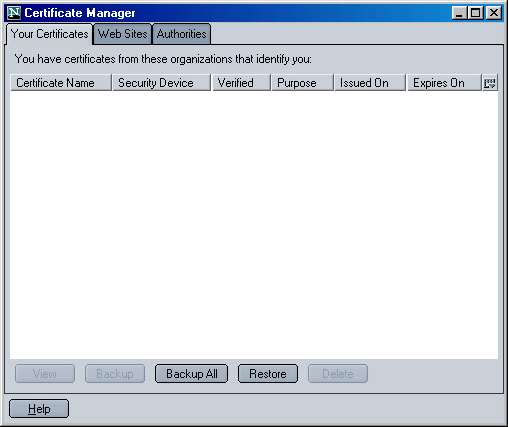 N Certificate Manager
Your Certificates Web Sites Authorities
You have certificates from these organizations that identify you:
Certificate Name Security Device Verified Purpose Issued On Expires On
View Backup Backup All Restore Delete
Help